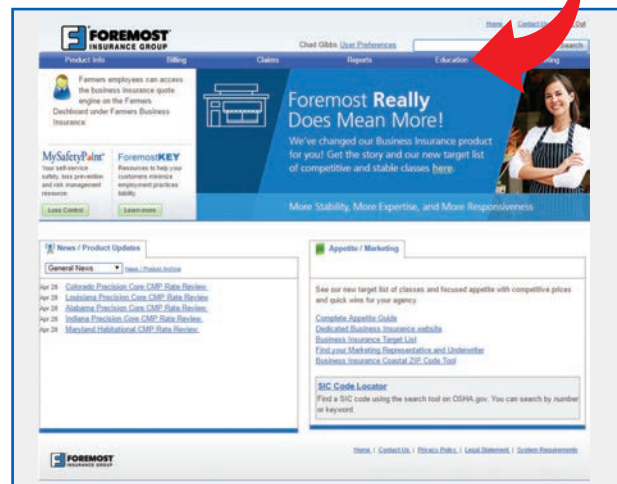 FOREMOST
INSURANCE GROUP
Home | Contact Us
Out
Chad Gibbs User Preferences
Search
Product Info Billing Claims Reports Education
Farmers employees can access
the business insurance quote
engine on the Farmers
Dashboard under Farmers Business
Insurance
MySafetyPoint
Your self-service
safety, loss prevention
and risk management
resource.
Loss Control
ForemostKEY
Resources to help your
customers minimize
employment practices
liability.
Learn more
Foremost Really
Does Mean More!
We've changed our Business Insurance product
for you! Get the story and our new target list
of competitive and stable classes here.
More Stability, More Expertise, and More Responsiveness
News / Product Updates
General News News / Product Archive
Apr 28 Colorado Precision Core CMP Rate Review
Apr 28 Louisiana Precision Core CMP Rate Review
Apr 28 Alabama Precision Core CMP Rate Review
Apr 28 Indiana Precision Core CMP Rate Review
Apr 28 Maryland Habitational CMP Rate Review
Appetite / Marketing
See our new target list of classes and focused appetite with competitive prices
and quick wins for your agency.
Complete Appetite Guide
Dedicated Business Insurance website
Business Insurance Target List
Find your Marketing Representative and Underwriter
Business Insurance Coastal ZIP Code Tool
SIC Code Locator
Find a SIC code using the search tool on OSHA.gov. You can search by number
or keyword.
FOREMOST
INSURANCE GROUP
Home | Contact Us | Privacy Policy | Legal Statement | System Requirements